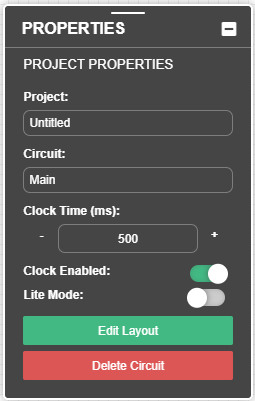 PROPERTIES
PROJECT PROPERTIES
Project:
Untitled
Circuit:
Main
Clock Time (ms):
- 500 +
Clock Enabled:
Lite Mode:
Edit Layout
Delete Circuit